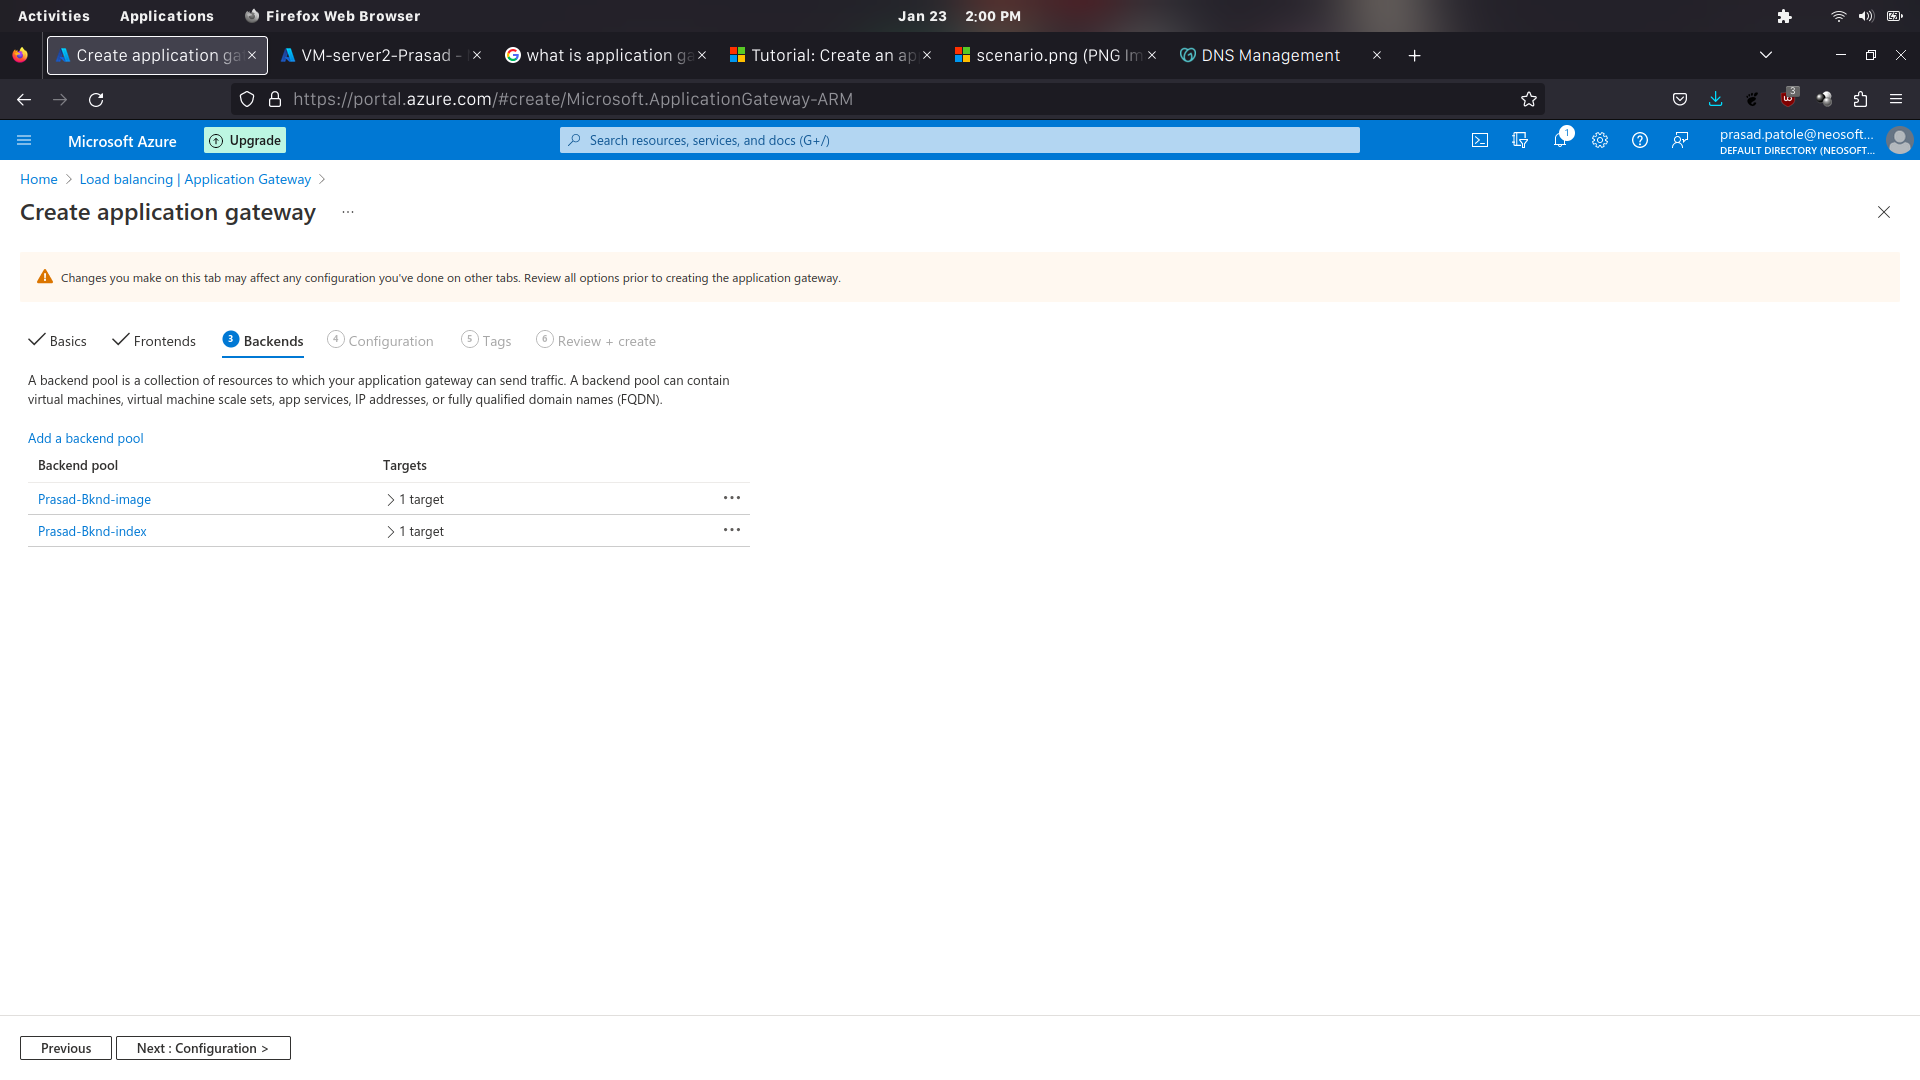 Activities Applications Firefox Web Browser Jan 23 2:00 PM
Create application ga VM-server2-Prasad - what is application ga Tutorial: Create an ap scenario.png (PNG Im DNS Management
https://portal.azure.com/#create/Microsoft.ApplicationGateway-ARM 3
Microsoft Azure Upgrade Search resources, services, and docs (G+/) 1 prasad.patole@neosoft...
DEFAULT DIRECTORY (NEOSOFT...
Home > Load balancing | Application Gateway >
Create application gateway ...
Changes you make on this tab may affect any configuration you've done on other tabs. Review all options prior to creating the application gateway.
Basics Frontends 3 Backends 4 Configuration 5 Tags 6 Review + create
A backend pool is a collection of resources to which your application gateway can send traffic. A backend pool can contain
virtual machines, virtual machine scale sets, app services, IP addresses, or fully qualified domain names (FQDN).
Add a backend pool
Backend pool Targets
Prasad-Bknd-image > 1 target ...
Prasad-Bknd-index > 1 target ...
Previous Next : Configuration >